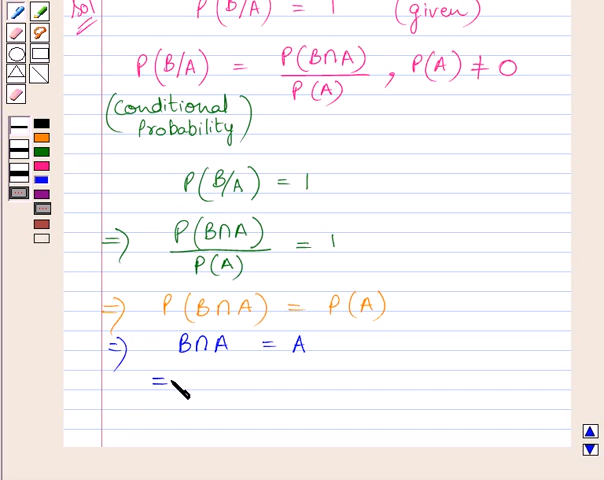 Sol P(B/A) = 1 (given)
P(B/A) = P(B∩A) / P(A) , P(A) ≠ 0
(Conditional
Probability)
P(B/A) = 1
⇒ P(B∩A) / P(A) = 1
⇒ P(B∩A) = P(A)
⇒ B∩A = A
=